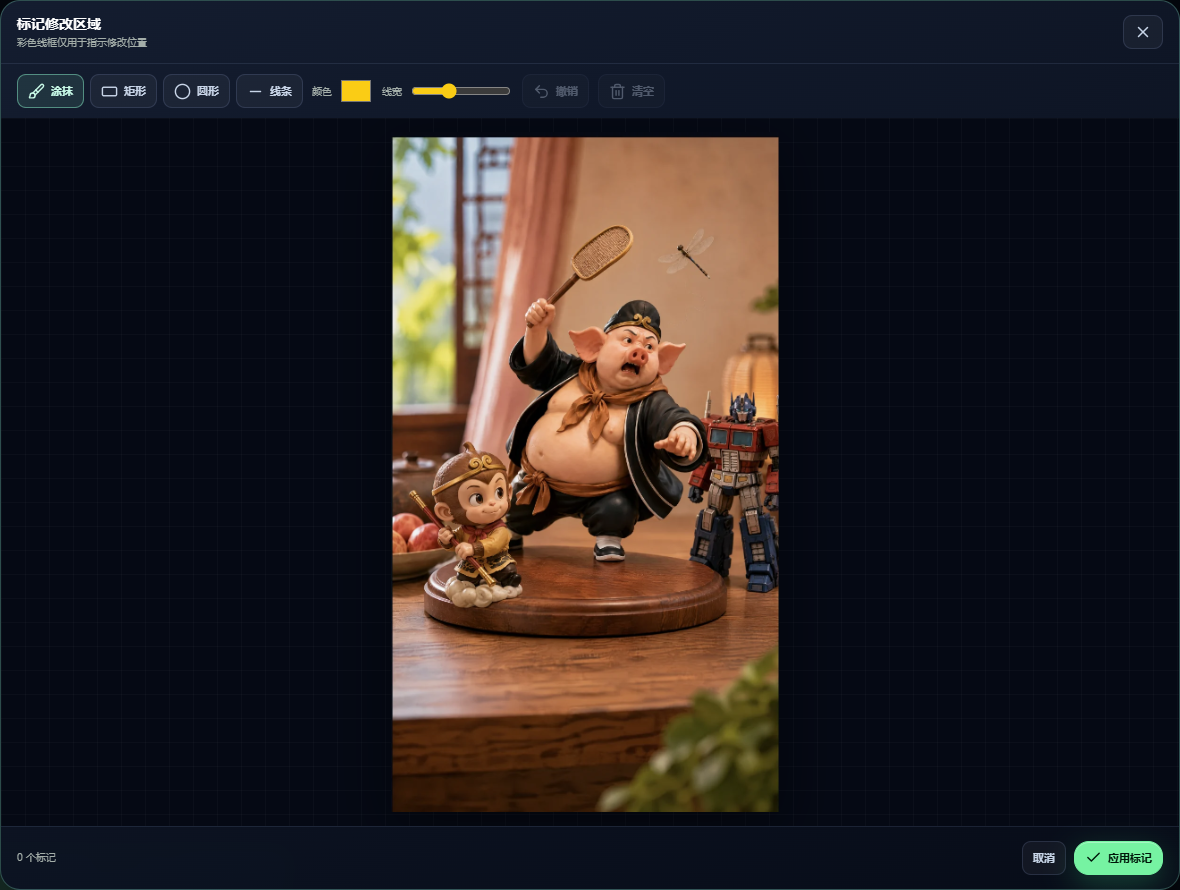 标记修改区域
彩色线框仅用于指示修改位置
涂抹 矩形 圆形 线条 颜色 线宽 撤销 清空
0 个标记
取消 应用标记